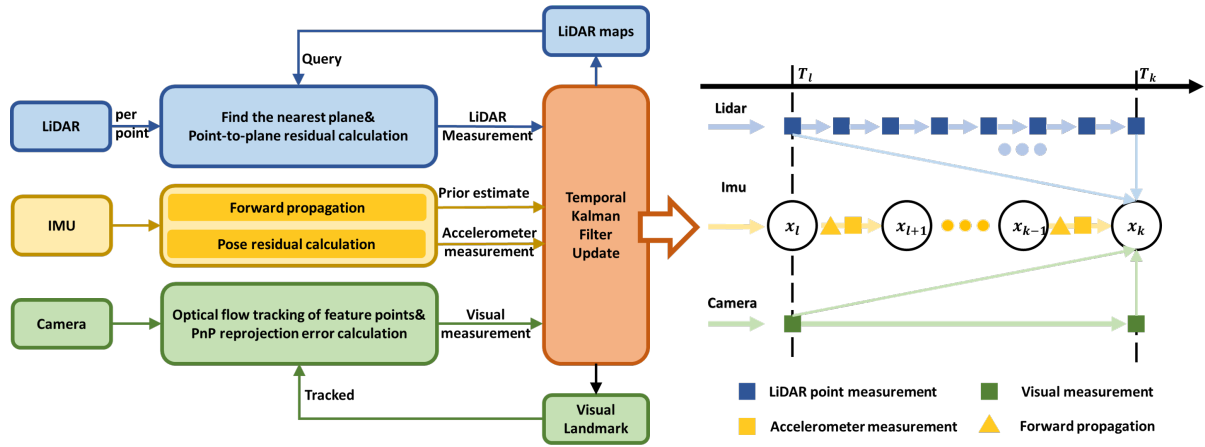 LiDAR maps
Query
LiDAR
per
point
Find the nearest plane&
Point-to-plane residual calculation
LiDAR
Measurement
IMU
Forward propagation
Pose residual calculation
Prior estimate
Accelerometer
measurement
Camera
Optical flow tracking of feature points&
PnP reprojection error calculation
Visual
measurement
Tracked
Temporal
Kalman
Filter
Update
Visual
Landmark
T_l
T_k
Lidar
Imu
x_l
x_{l+1}
x_{k-1}
x_k
Camera
LiDAR point measurement
Visual measurement
Accelerometer measurement
Forward propagation